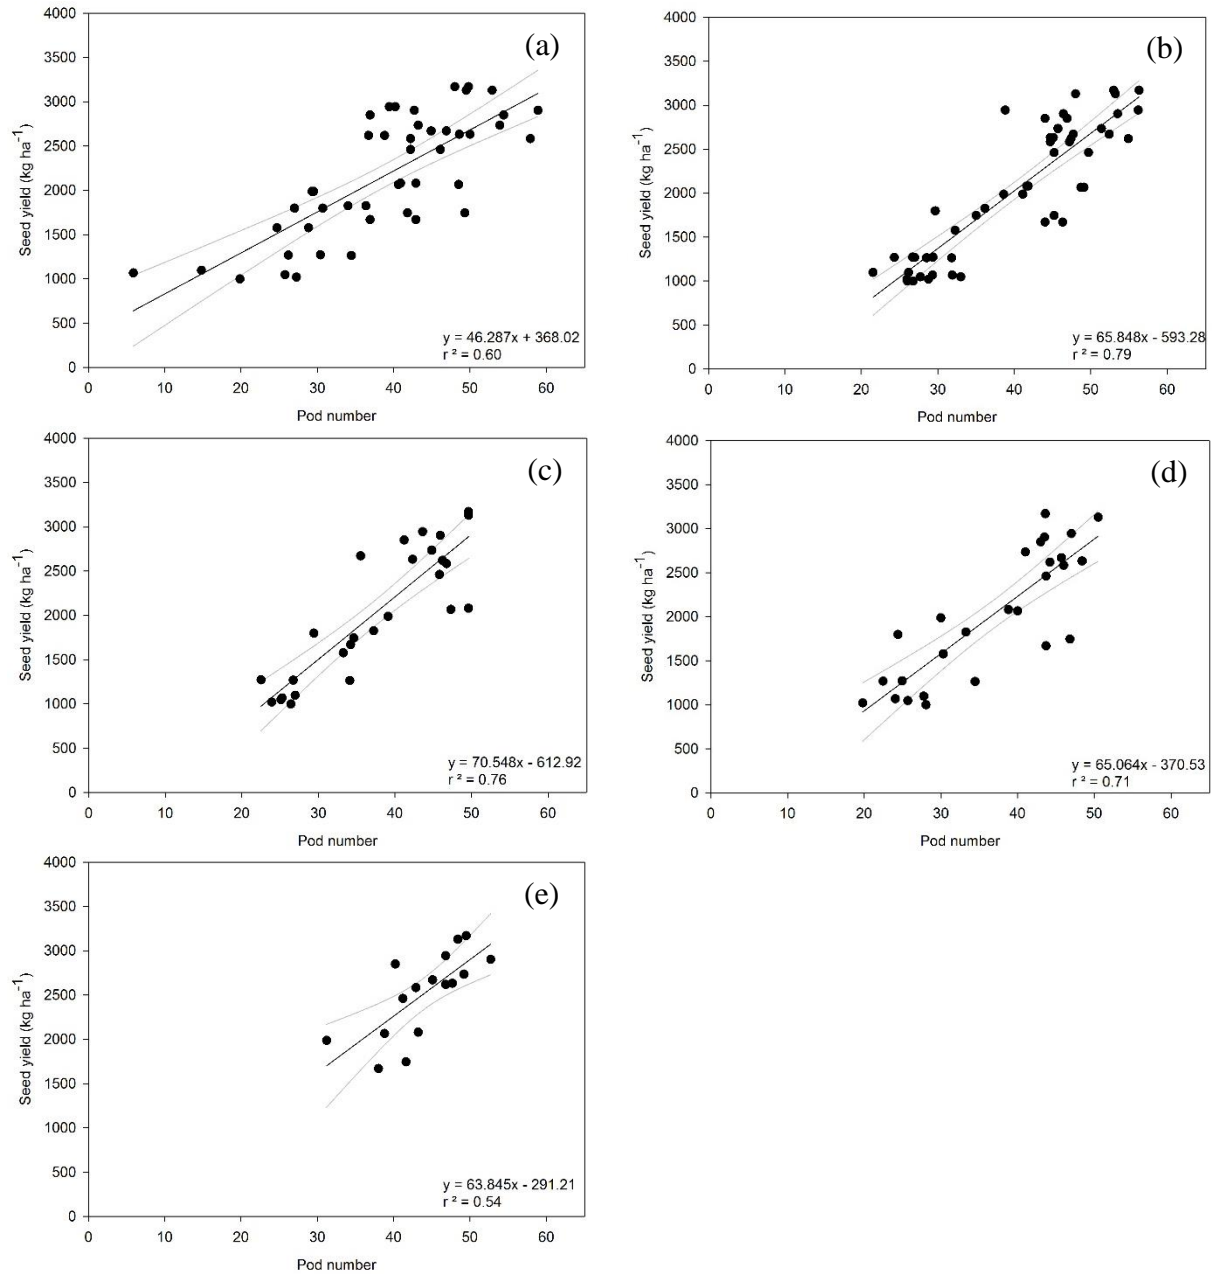 (a)
4000
3500
3000
2500
2000
1500
1000
500
0
Seed yield (kg ha⁻¹)
y = 46.287x + 368.02
r ² = 0.60
0 10 20 30 40 50 60
Pod number
(b)
4000
3500
3000
2500
2000
1500
1000
500
0
Seed yield (kg ha⁻¹)
y = 65.848x - 593.28
r ² = 0.79
0 10 20 30 40 50 60
Pod number
(c)
4000
3500
3000
2500
2000
1500
1000
500
0
Seed yield (kg ha⁻¹)
y = 70.548x - 612.92
r ² = 0.76
0 10 20 30 40 50 60
Pod number
(d)
4000
3500
3000
2500
2000
1500
1000
500
0
Seed yield (kg ha⁻¹)
y = 65.064x - 370.53
r ² = 0.71
0 10 20 30 40 50 60
Pod number
(e)
4000
3500
3000
2500
2000
1500
1000
500
0
Seed yield (kg ha⁻¹)
y = 63.845x - 291.21
r ² = 0.54
0 10 20 30 40 50 60
Pod number